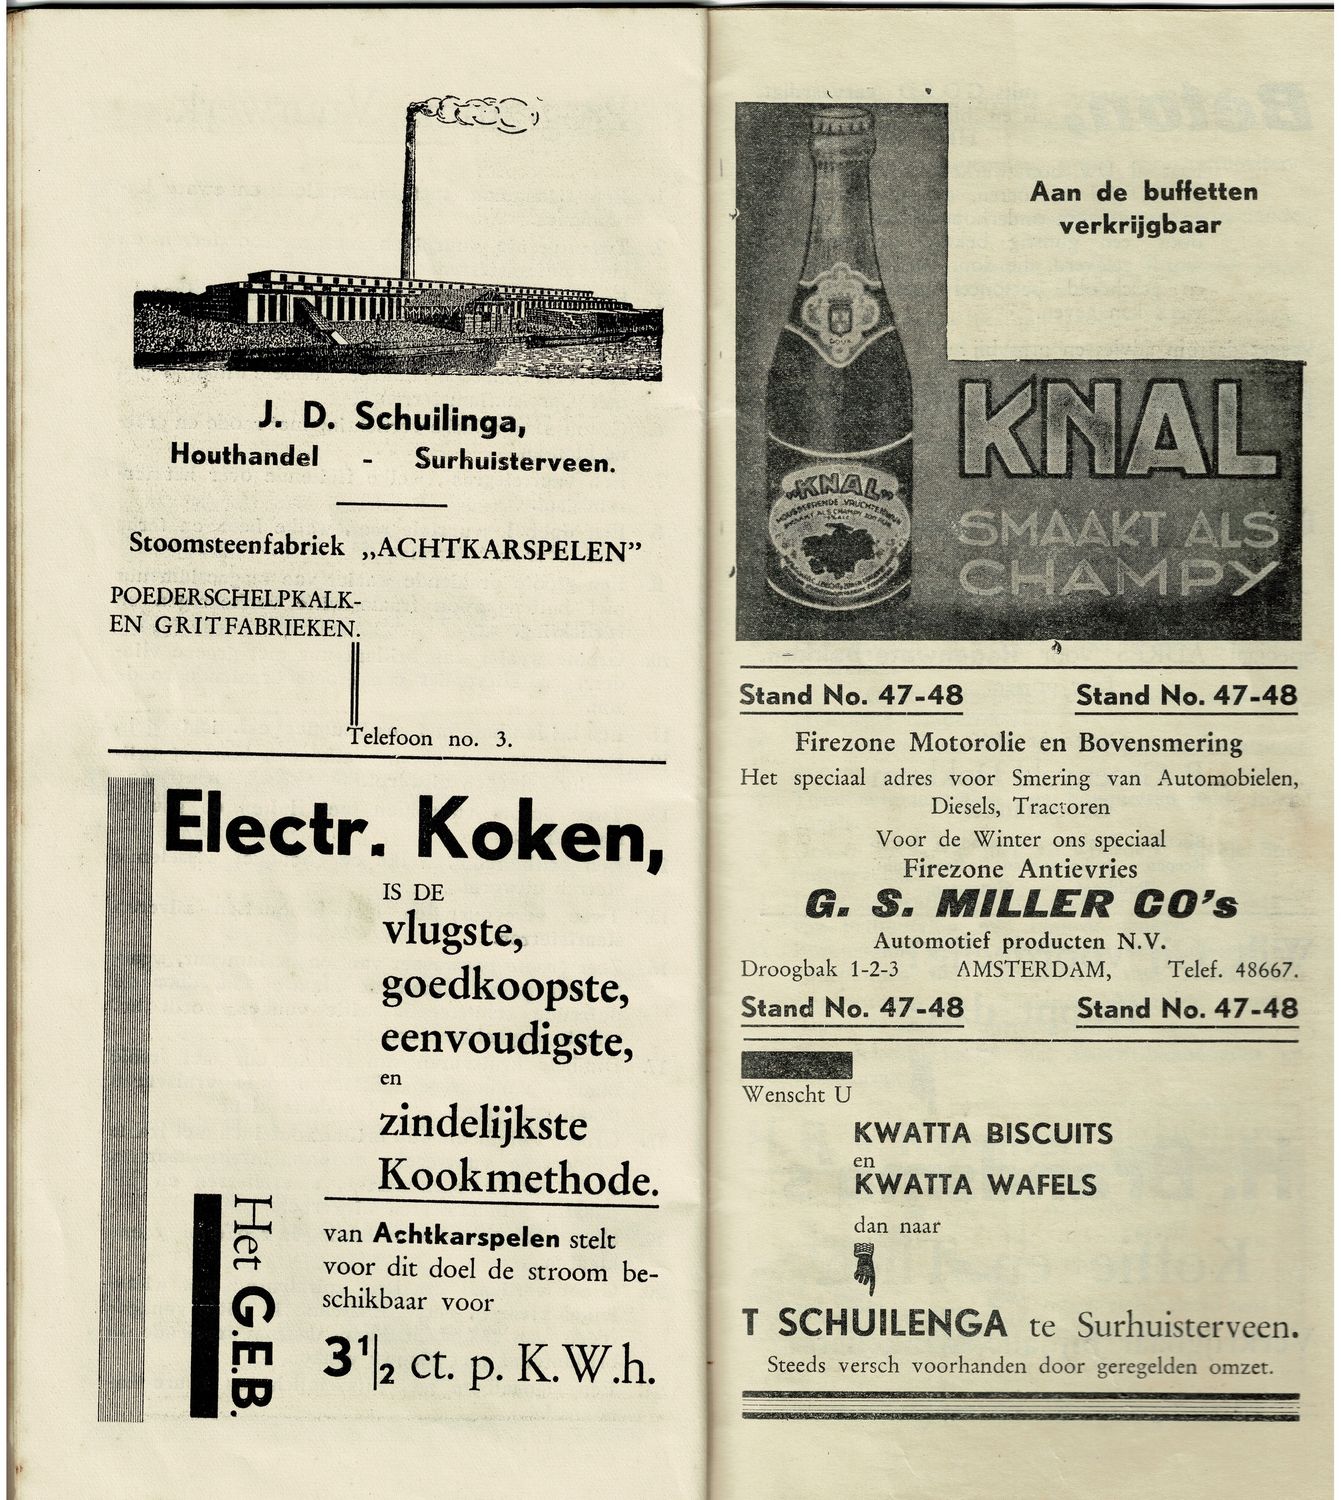 J. D. Schuilinga,
Houthandel - Surhuisterveen.
Stoomsteenfabriek „ACHTKARSPELEN”
POEDERSCHELPKALK-
EN GRITFABRIEKEN.
Telefoon no. 3.
Electr. Koken,
IS DE
vlugste,
goedkoopste,
eenvoudigste,
en
zindelijkste
Kookmethode.
Het G.E.B.
van Achtkarspelen stelt
voor dit doel de stroom be-
schikbaar voor
3 1/2 ct. p. K.W.h.
Aan de buffetten
verkrijgbaar
DOUX
"KNAL"
KNAL
SMAAKT ALS
CHAMPY
Stand No. 47-48 Stand No. 47-48
Firezone Motorolie en Bovensmering
Het speciaal adres voor Smering van Automobielen,
Diesels, Tractoren
Voor de Winter ons speciaal
Firezone Antievries
G. S. MILLER CO's
Automotief producten N.V.
Droogbak 1-2-3 AMSTERDAM, Telef. 48667.
Stand No. 47-48 Stand No. 47-48
Wenscht U
KWATTA BISCUITS
en
KWATTA WAFELS
dan naar
T SCHUILENGA te Surhuisterveen.
Steeds versch voorhanden door geregelden omzet.